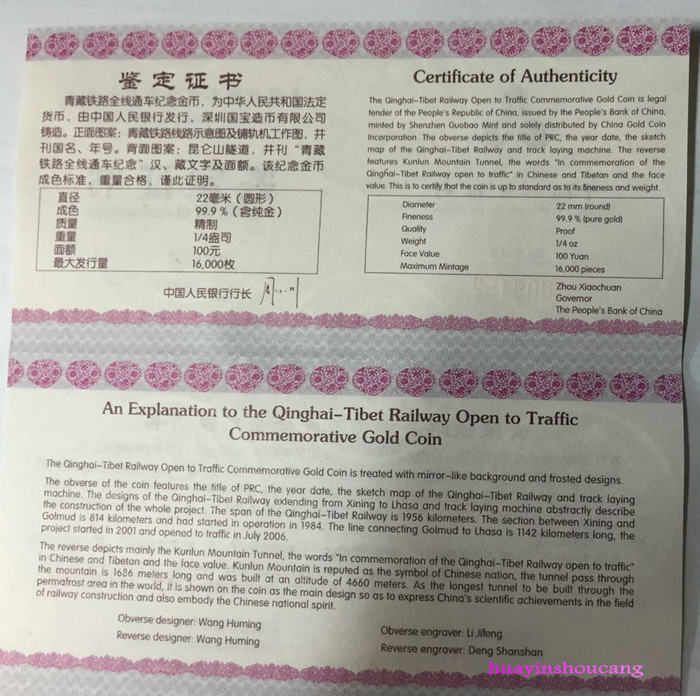 鉴定证书
青藏铁路全线通车纪念金币，为中华人民共和国法定
货币，由中国人民银行发行，深圳国宝造币有限公司
铸造。正面图案：青藏铁路线路示意图及铺轨机工作图，并
刊国名、年号。背面图案：昆仑山隧道，并刊“青藏
铁路全线通车纪念”汉、藏文字及面额。该纪念金币
成色标准，重量合格，谨此证明。
直径 22毫米（圆形）
成色 99.9％（含纯金）
质量 精制
重量 1/4盎司
面额 100元
最大发行量 16,000枚
中国人民银行行长
Certificate of Authenticity
The Qinghai-Tibet Railway Open to Traffic Commemorative Gold Coin is legal
tender of the People's Republic of China, issued by the People's Bank of China,
minted by Shenzhen Guobao Mint and solely distributed by China Gold Coin
Incorporation. The obverse depicts the title of PRC, the year date, the sketch
map of the Qinghai-Tibet Railway and track laying machine. The reverse
features Kunlun Mountain Tunnel, the words "In commemoration of the
Qinghai-Tibet Railway open to traffic" in Chinese and Tibetan and the face
value. This is to certify that the coin is up to standard as to its fineness and weight.
Diameter 22 mm (round)
Fineness 99.9 % (pure gold)
Quality Proof
Weight 1/4 oz
Face Value 100 Yuan
Maximum Mintage 16,000 pieces
Zhou Xiaochuan
Governor
The People's Bank of China
An Explanation to the Qinghai-Tibet Railway Open to Traffic
Commemorative Gold Coin
The Qinghai-Tibet Railway Open to Traffic Commemorative Gold Coin is treated with mirror-like background and frosted designs.
The obverse of the coin features the title of PRC, the year date, the sketch map of the Qinghai-Tibet Railway and track laying
machine. The designs of the Qinghai-Tibet Railway extending from Xining to Lhasa and track laying machine abstractly describe
the construction of the whole project. The span of the Qinghai-Tibet Railway is 1956 kilometers. The section between Xining and
Golmud is 814 kilometers and had started in operation in 1984. The line connecting Golmud to Lhasa is 1142 kilometers long, the
project started in 2001 and opened to traffic in July 2006.
The reverse depicts mainly the Kunlun Mountain Tunnel, the words "In commemoration of the Qinghai-Tibet Railway open to traffic"
in Chinese and Tibetan and the face value. Kunlun Mountain is reputed as the symbol of Chinese nation, the tunnel pass through
the mountain is 1686 meters long and was built at an altitude of 4660 meters. As the longest tunnel to be built through the
permafrost area in the world, it is shown on the coin as the main design so as to express China's scientific achievements in the field
of railway construction and also embody the Chinese national spirit.
Obverse designer: Wang Huming
Reverse designer: Wang Huming
Obverse engraver: Li Jifeng
Reverse engraver: Deng Shanshan
huayinshoucang